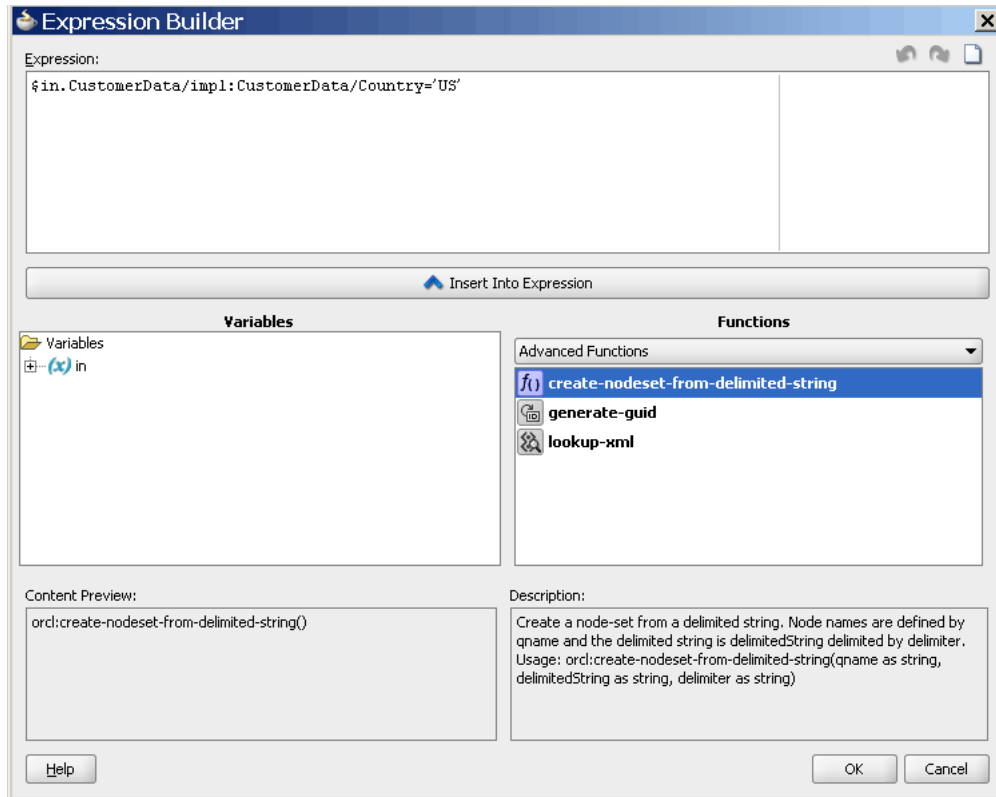 Expression Builder
Expression:
$in.CustomerData/impl:CustomerData/Country='US'
Insert Into Expression
Variables
Functions
Variables
(x) in
Advanced Functions
f() create-nodeset-from-delimited-string
ID generate-guid
lookup-xml
Content Preview:
Description:
orcl:create-nodeset-from-delimited-string()
Create a node-set from a delimited string. Node names are defined by
qname and the delimited string is delimitedString delimited by delimiter.
Usage: orcl:create-nodeset-from-delimited-string(qname as string,
delimitedString as string, delimiter as string)
Help
OK
Cancel